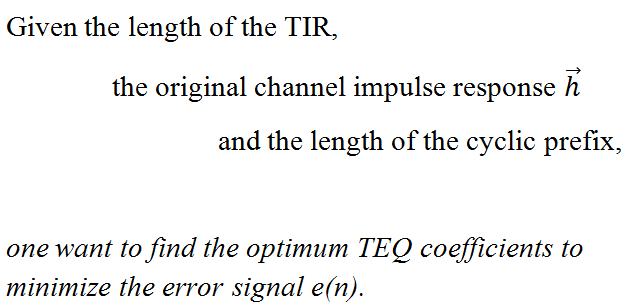 Given the length of the TIR,
the original channel impulse response $\vec{h}$
and the length of the cyclic prefix,
one want to find the optimum TEQ coefficients to
minimize the error signal e(n).